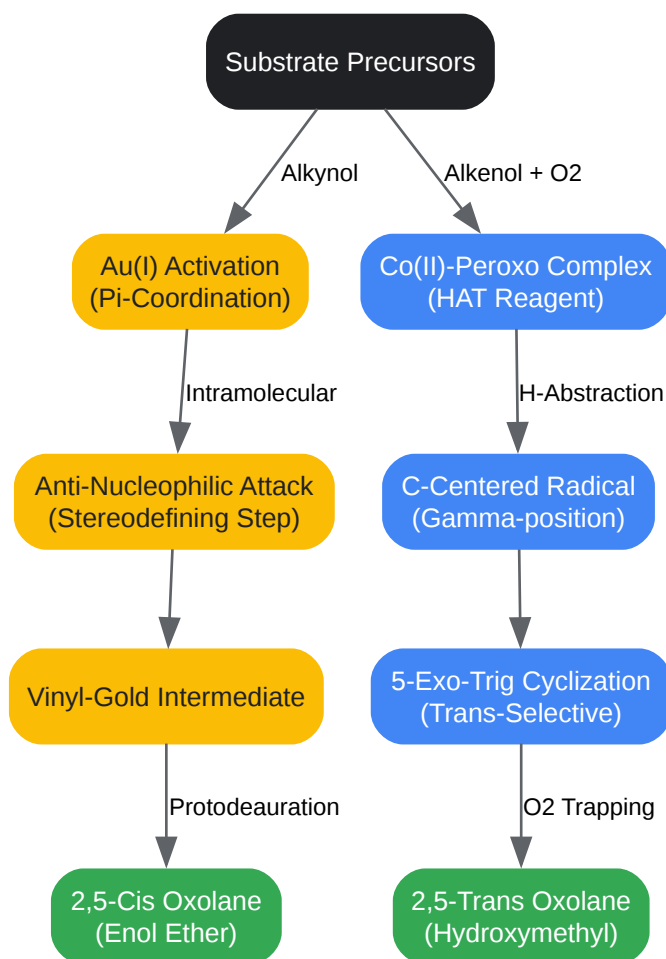 Substrate Precursors
Alkynol
Alkenol + O2
Au(I) Activation
(Pi-Coordination)
Co(II)-Peroxo Complex
(HAT Reagent)
Intramolecular
H-Abstraction
Anti-Nucleophilic Attack
(Stereodefining Step)
C-Centered Radical
(Gamma-position)
Vinyl-Gold Intermediate
5-Exo-Trig Cyclization
(Trans-Selective)
Protodeauration
O2 Trapping
2,5-Cis Oxolane
(Enol Ether)
2,5-Trans Oxolane
(Hydroxymethyl)